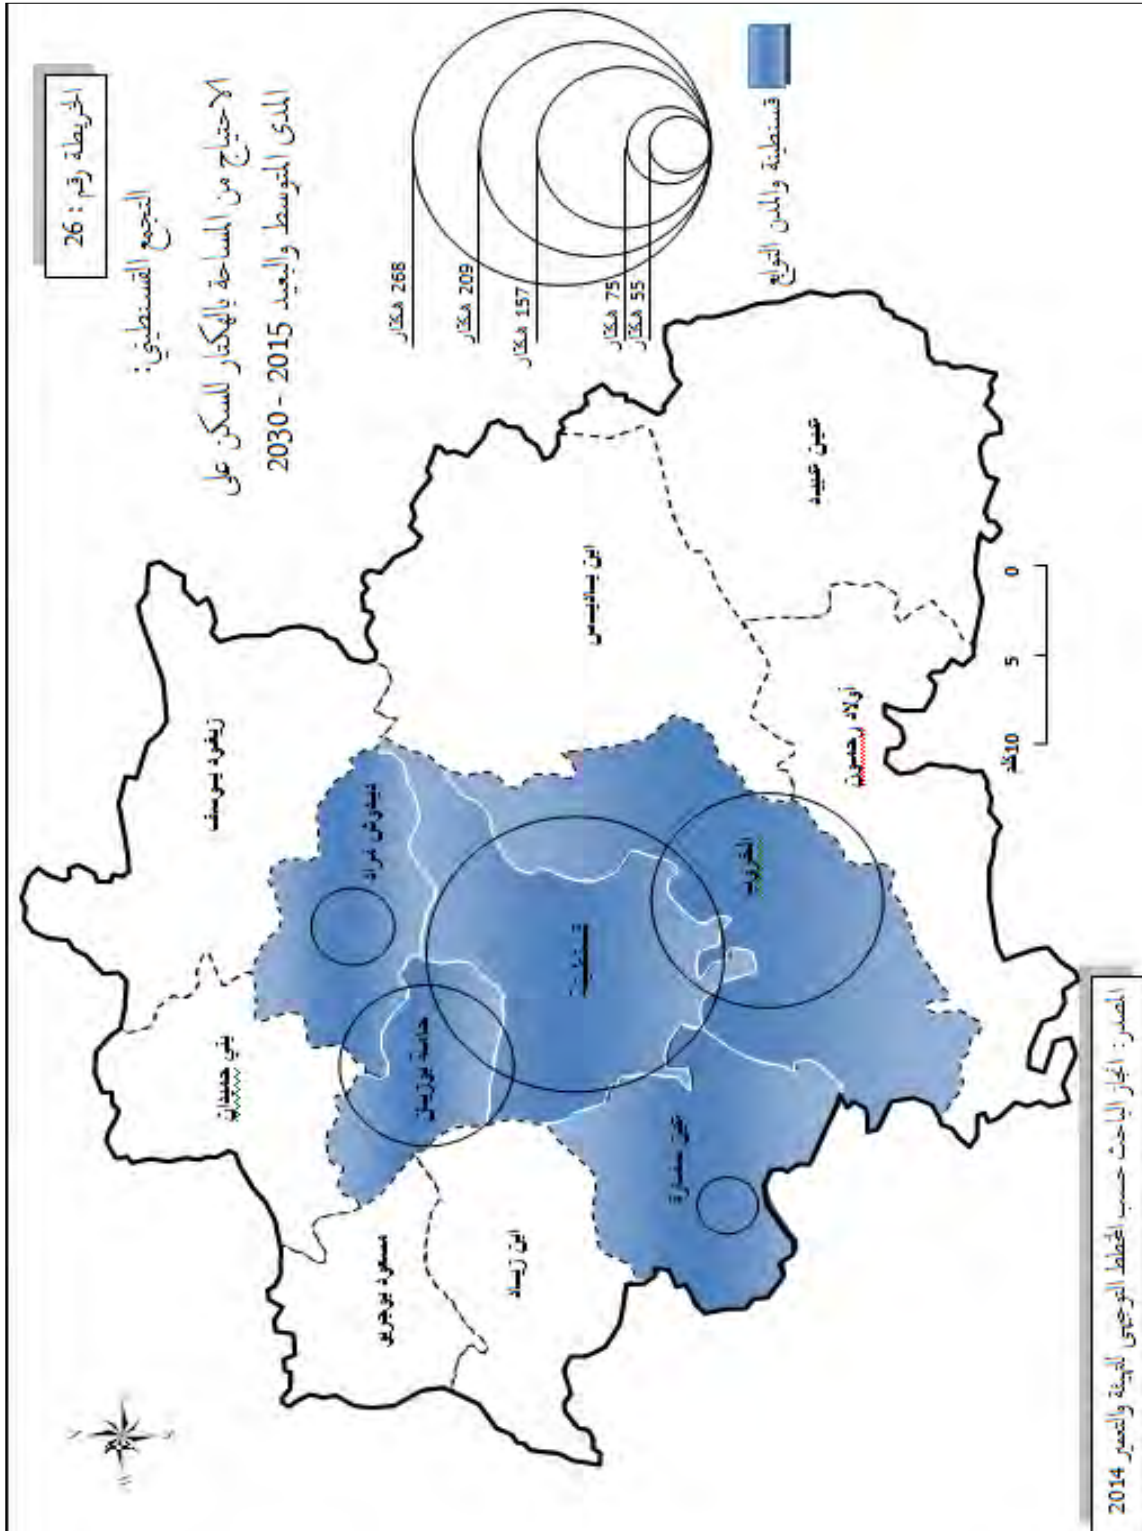 الخريطة رقم : 26
التجمع القسنطيني:
الاحتياج من المساحة بالهكتار للسكن على
المدى المتوسط والبعيد 2015 - 2030
268 هكتار
209 هكتار
157 هكتار
75 هكتار
55 هكتار
قسنطينة والمدن التوابع
زيغود يوسف
ديدوش مراد
بني حميدان
حامة بوزيان
مسعود بوجريو
ابن زياد
قسنطينة
ابن باديس
عين عبيد
أولاد رحمون
الخروب
عين سمارة
0
5
10كلم
N
S
W
المصدر: انجاز الباحث حسب المخطط التوجيهي للتهيئة والتعمير 2014